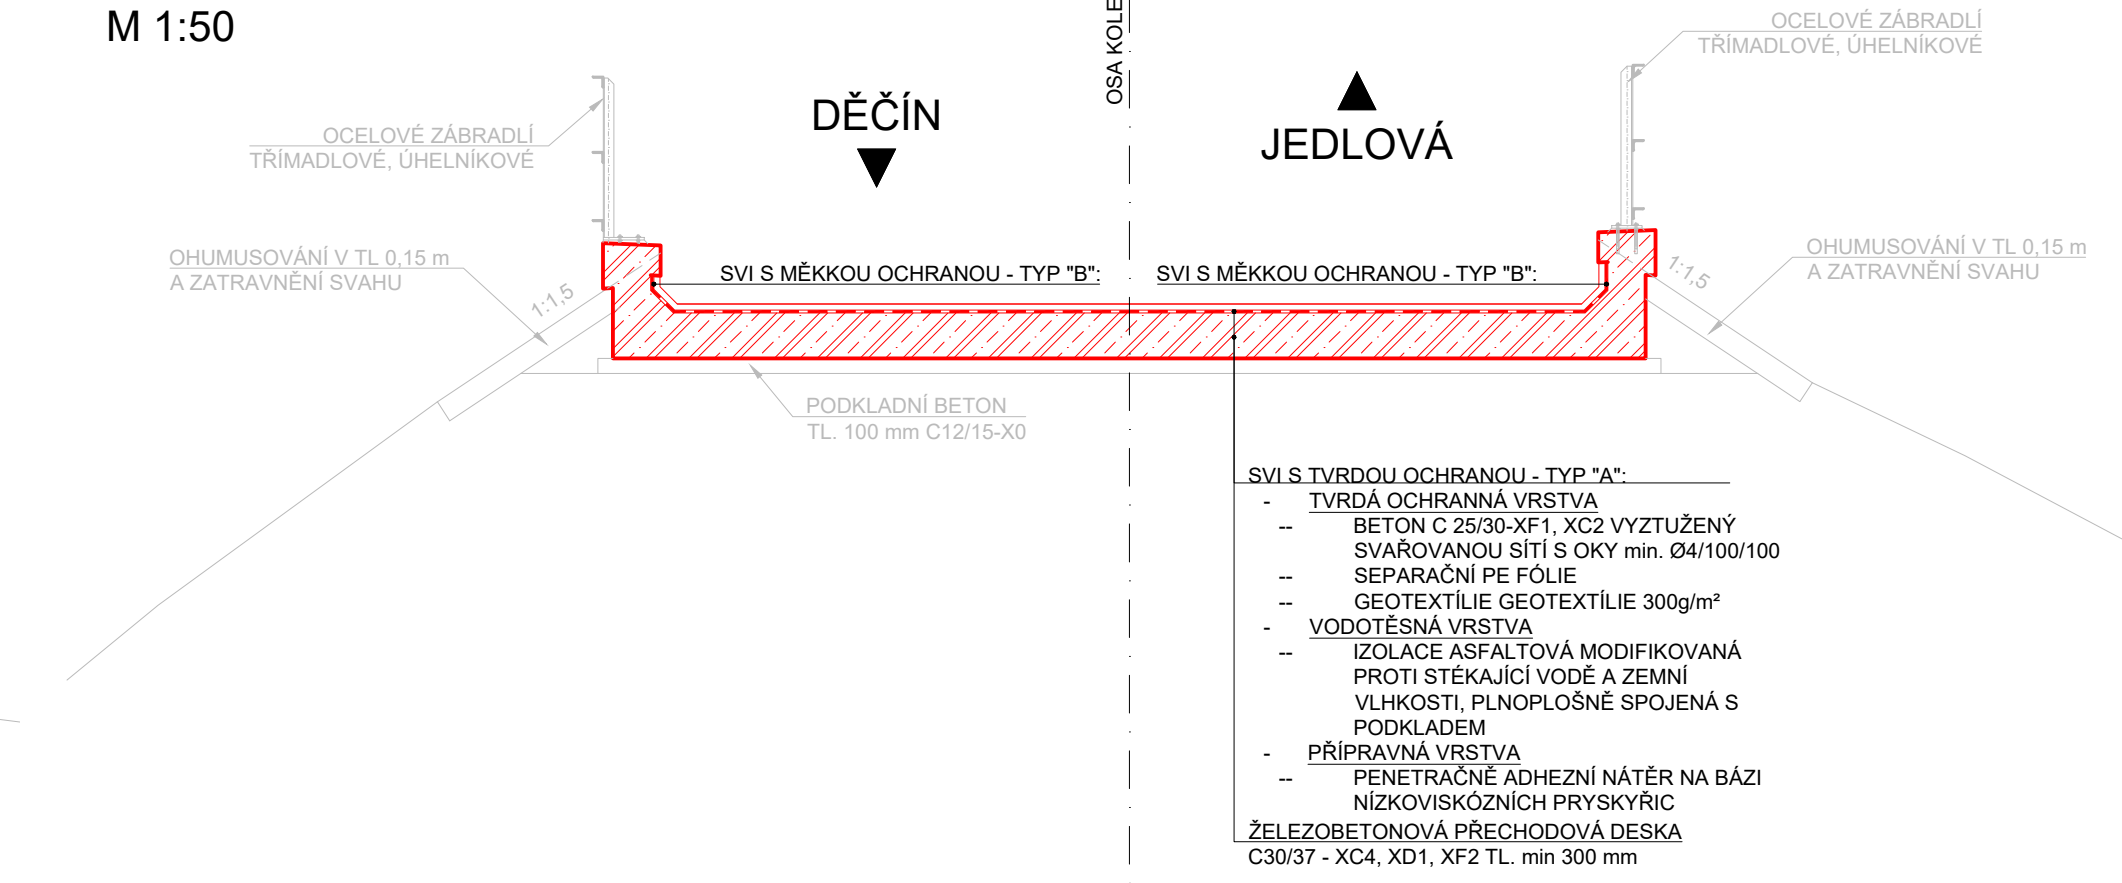 M 1:50
OSA KOLE
OCELOVÉ ZÁBRADLÍ
TŘÍMADLOVÉ, ÚHELNÍKOVÉ
DĚČÍN
JEDLOVÁ
OCELOVÉ ZÁBRADLÍ
TŘÍMADLOVÉ, ÚHELNÍKOVÉ
OHUMUSOVÁNÍ V TL 0,15 m
A ZATRAVNĚNÍ SVAHU
1:1,5
SVI S MĚKKOU OCHRANOU - TYP "B":
SVI S MĚKKOU OCHRANOU - TYP "B":
1:1,5
OHUMUSOVÁNÍ V TL 0,15 m
A ZATRAVNĚNÍ SVAHU
PODKLADNÍ BETON
TL. 100 mm C12/15-X0
SVI S TVRDOU OCHRANOU - TYP "A":
- TVRDÁ OCHRANNÁ VRSTVA
-- BETON C 25/30-XF1, XC2 VYZTUŽENÝ
SVAŘOVANOU SÍTÍ S OKY min. Ø4/100/100
-- SEPARAČNÍ PE FÓLIE
-- GEOTEXTÍLIE GEOTEXTÍLIE 300g/m²
- VODOTĚSNÁ VRSTVA
-- IZOLACE ASFALTOVÁ MODIFIKOVANÁ
PROTI STÉKAJÍCÍ VODĚ A ZEMNÍ
VLHKOSTI, PLNOPLOŠNĚ SPOJENÁ S
PODKLADEM
- PŘÍPRAVNÁ VRSTVA
-- PENETRAČNĚ ADHEZNÍ NÁTĚR NA BÁZI
NÍZKOVISKÓZNÍCH PRYSKYŘIC
ŽELEZOBETONOVÁ PŘECHODOVÁ DESKA
C30/37 - XC4, XD1, XF2 TL. min 300 mm